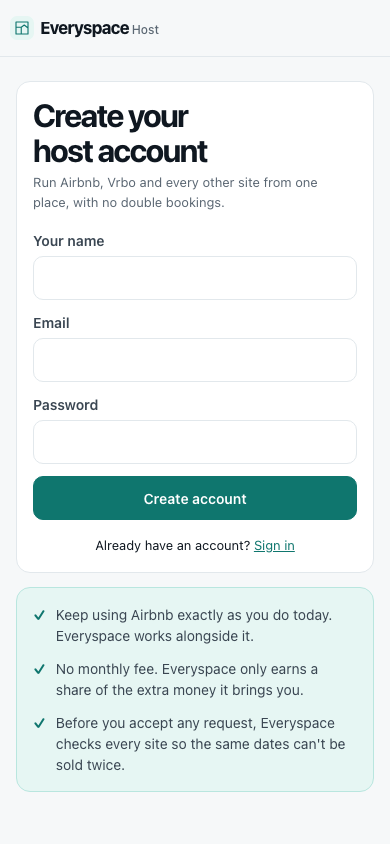 Everyspace Host
Create your
host account
Run Airbnb, Vrbo and every other site from one
place, with no double bookings.
Your name
Email
Password
Create account
Already have an account? Sign in
Keep using Airbnb exactly as you do today.
Everyspace works alongside it.
No monthly fee. Everyspace only earns a
share of the extra money it brings you.
Before you accept any request, Everyspace
checks every site so the same dates can't be
sold twice.